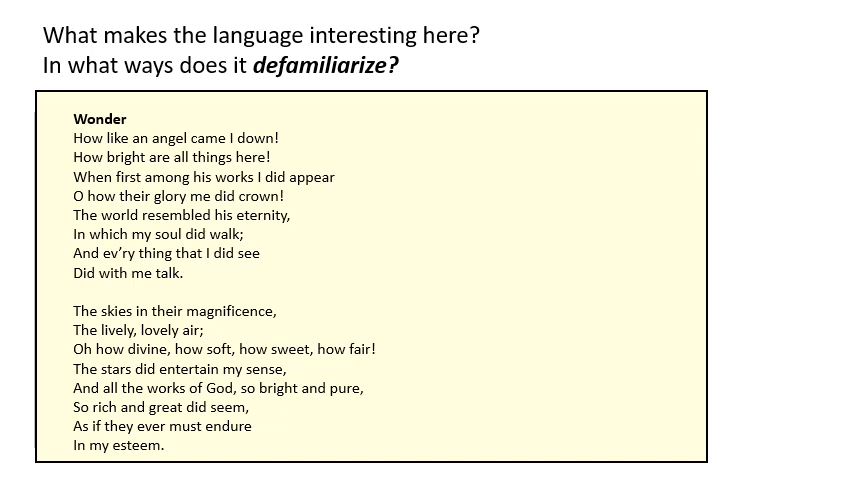 What makes the language interesting here?
In what ways does it defamiliarize?
Wonder
How like an angel came I down!
How bright are all things here!
When first among his works I did appear
O how their glory me did crown!
The world resembled his eternity,
In which my soul did walk;
And ev’ry thing that I did see
Did with me talk.
The skies in their magnificence,
The lively, lovely air;
Oh how divine, how soft, how sweet, how fair!
The stars did entertain my sense,
And all the works of God, so bright and pure,
So rich and great did seem,
As if they ever must endure
In my esteem.